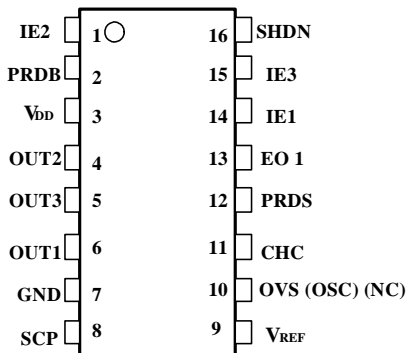 IE2 1 16 SHDN
PRDB 2 15 IE3
VDD 3 14 IE1
OUT2 4 13 EO 1
OUT3 5 12 PRDS
OUT1 6 11 CHC
GND 7 10 OVS (OSC) (NC)
SCP 8 9 VREF